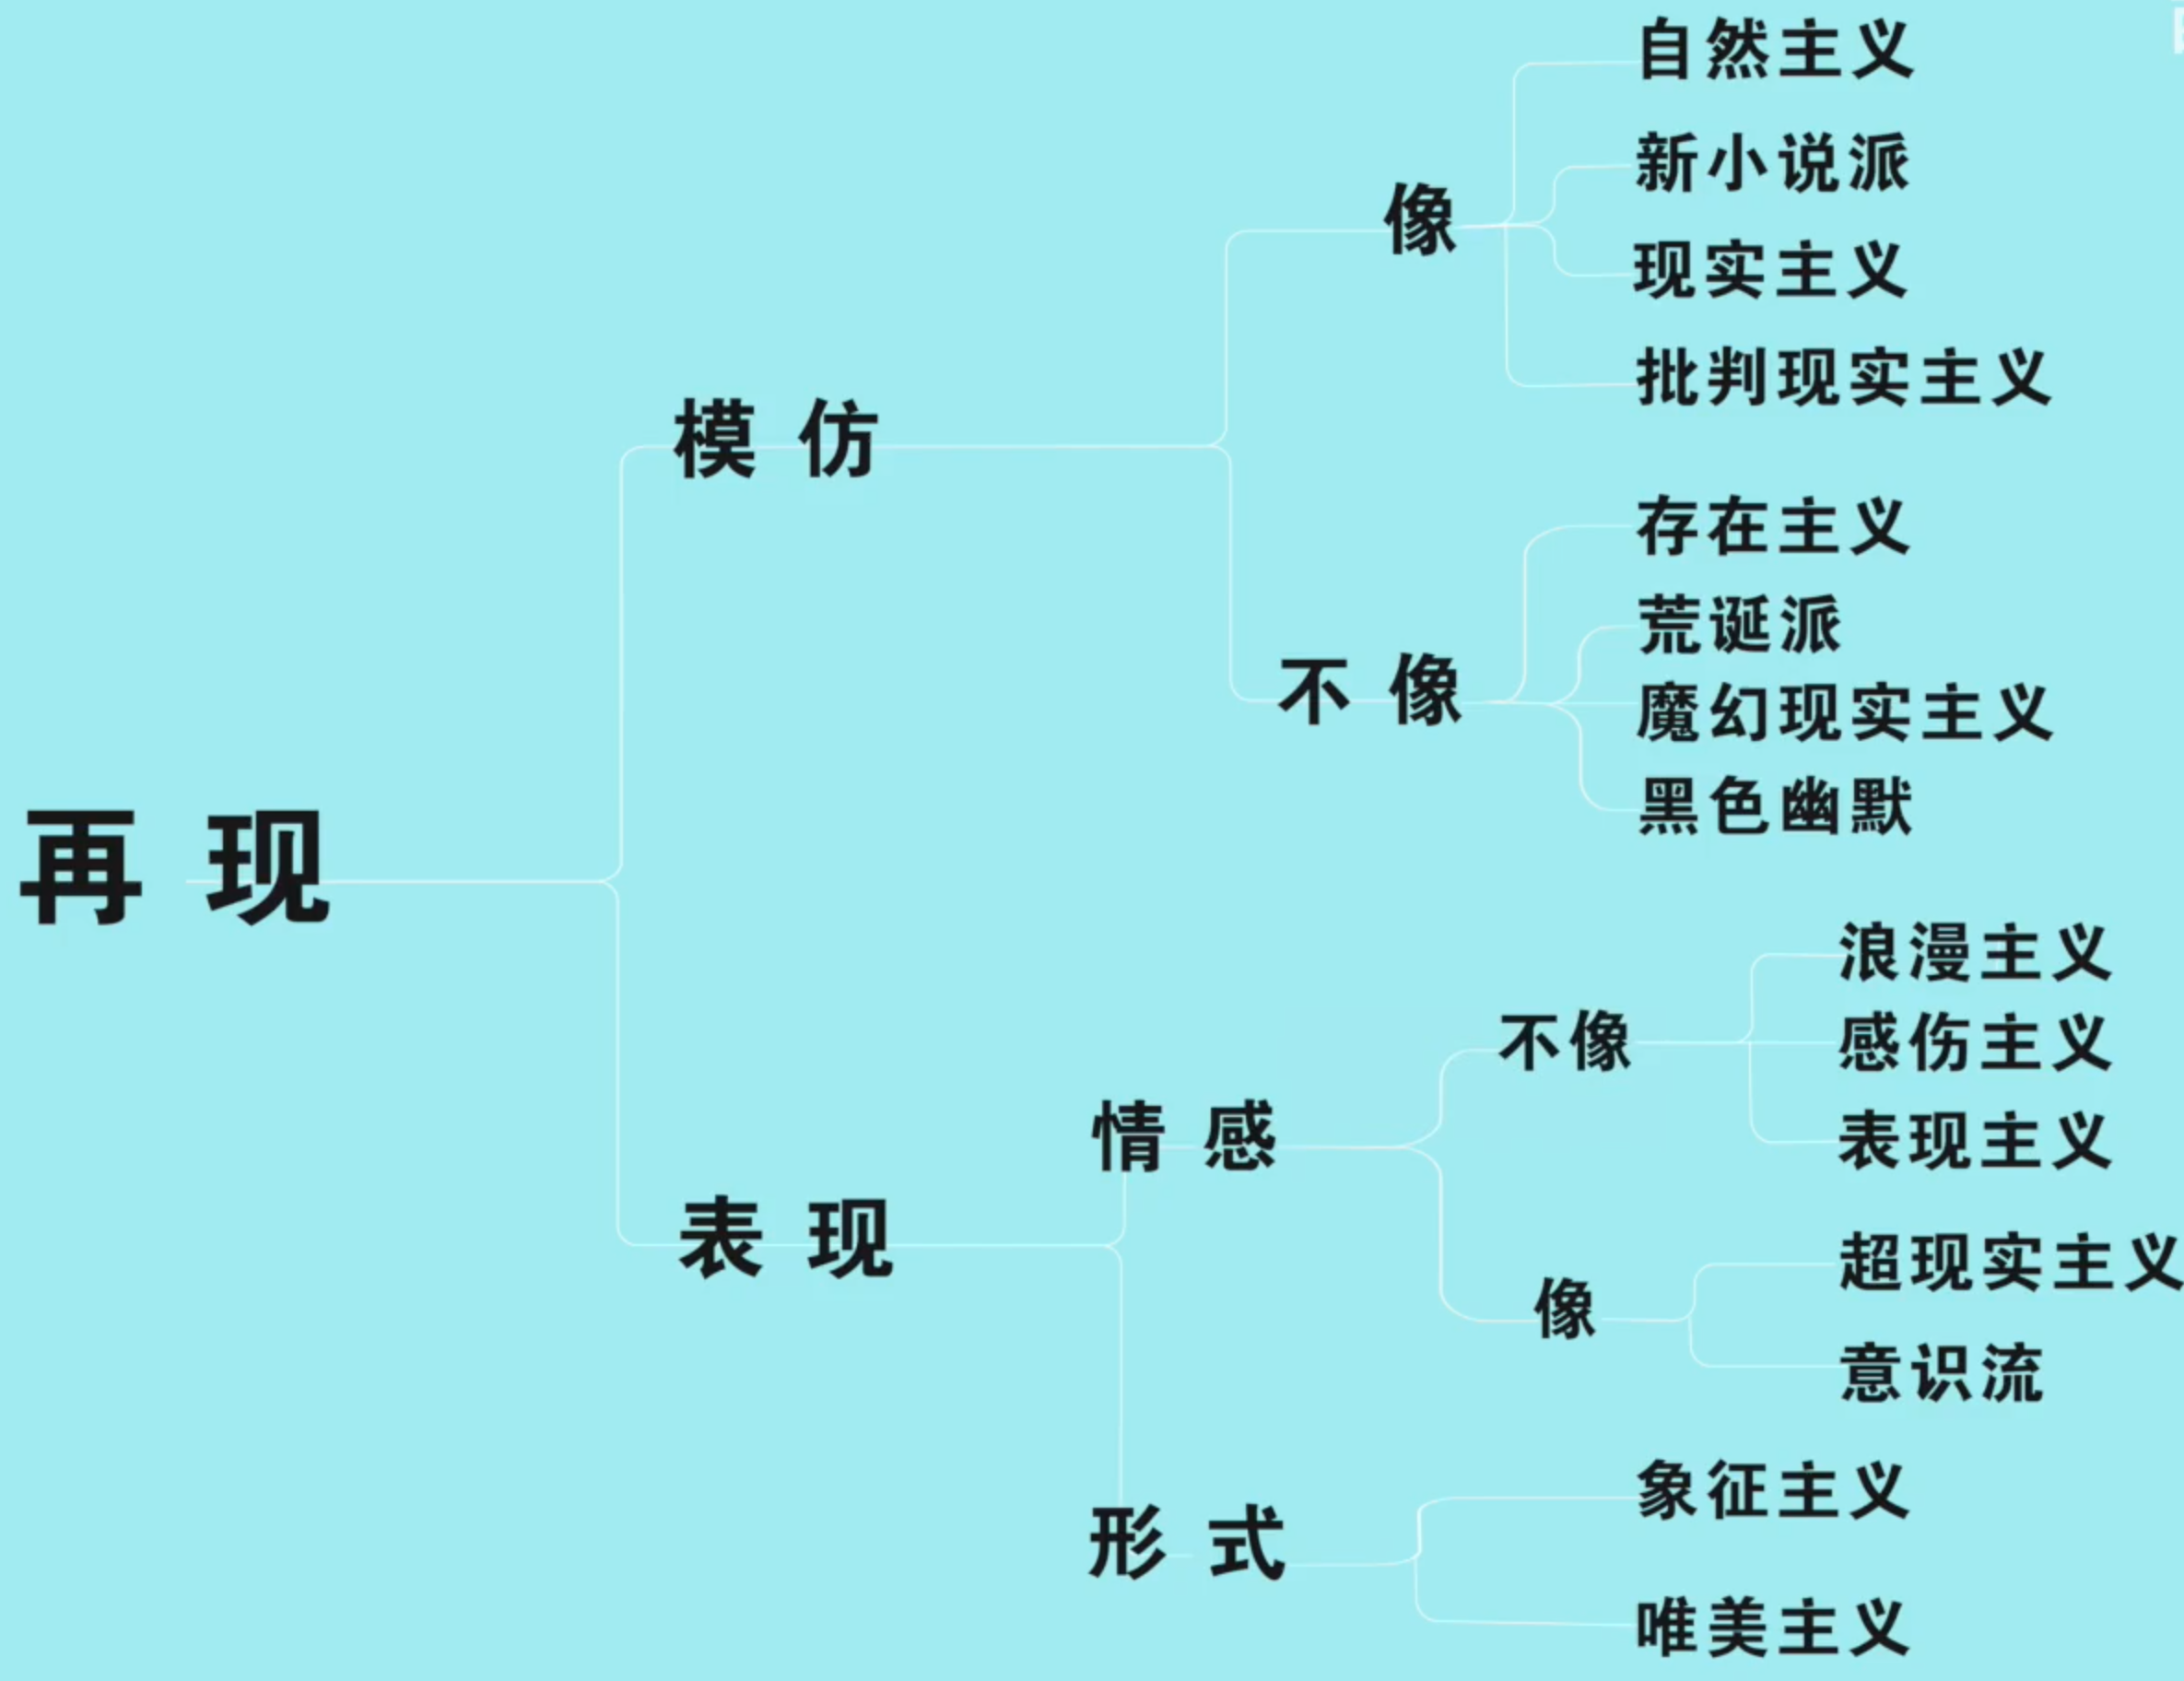 自然主义
新小说派
像
现实主义
批判现实主义
模仿
存在主义
荒诞派
不像
魔幻现实主义
黑色幽默
再现
浪漫主义
不像
感伤主义
情感
表现主义
表现
超现实主义
像
意识流
象征主义
形式
唯美主义